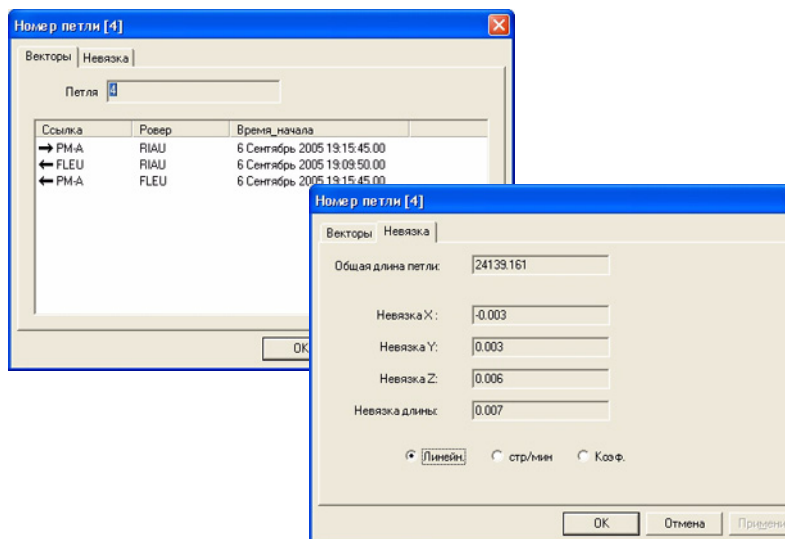 Номер петли [4]
Векторы Невязка
Петля 4
Ссылка Ровер Время_начала
PM-A RIAU 6 Сентябрь 2005 19:15:45.00
FLEU RIAU 6 Сентябрь 2005 19:09:50.00
PM-A FLEU 6 Сентябрь 2005 19:15:45.00
OK
Номер петли [4]
Векторы Невязка
Общая длина петли: 24139.161
Невязка X : -0.003
Невязка Y: 0.003
Невязка Z: 0.006
Невязка длины: 0.007
Линейн. стр/мин Коэф.
OK Отмена Примени